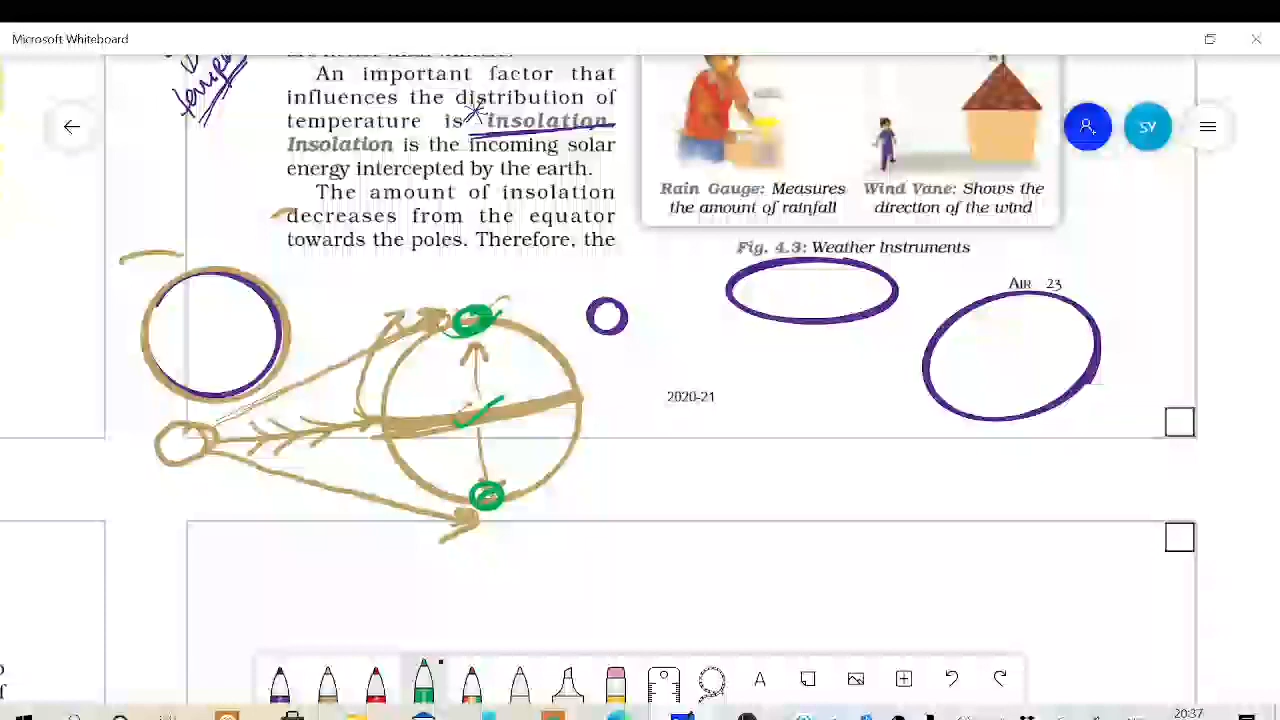 Microsoft Whiteboard
An important factor that
influences the distribution of
temperature is insolation.
Insolation is the incoming solar
energy intercepted by the earth.
The amount of insolation
decreases from the equator
towards the poles. Therefore, the
Rain Gauge: Measures
the amount of rainfall
Wind Vane: Shows the
direction of the wind
Fig. 4.3: Weather Instruments
AIR 23
2020-21
SY
A
20:37